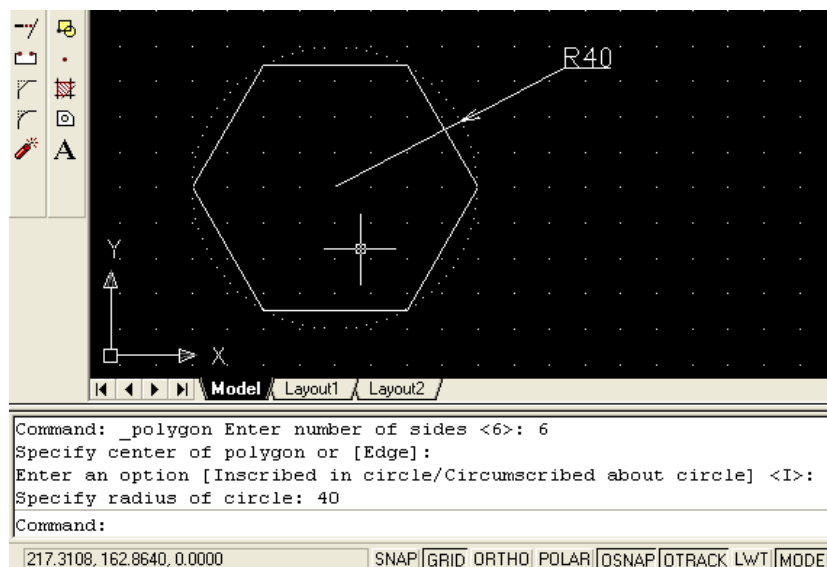 A
R40
Y
X
Model Layout1 Layout2
Command: _polygon Enter number of sides <6>: 6
Specify center of polygon or [Edge]:
Enter an option [Inscribed in circle/Circumscribed about circle] <I>:
Specify radius of circle: 40
Command:
217.3108, 162.8640, 0.0000 SNAP GRID ORTHO POLAR OSNAP OTRACK LWT MODE